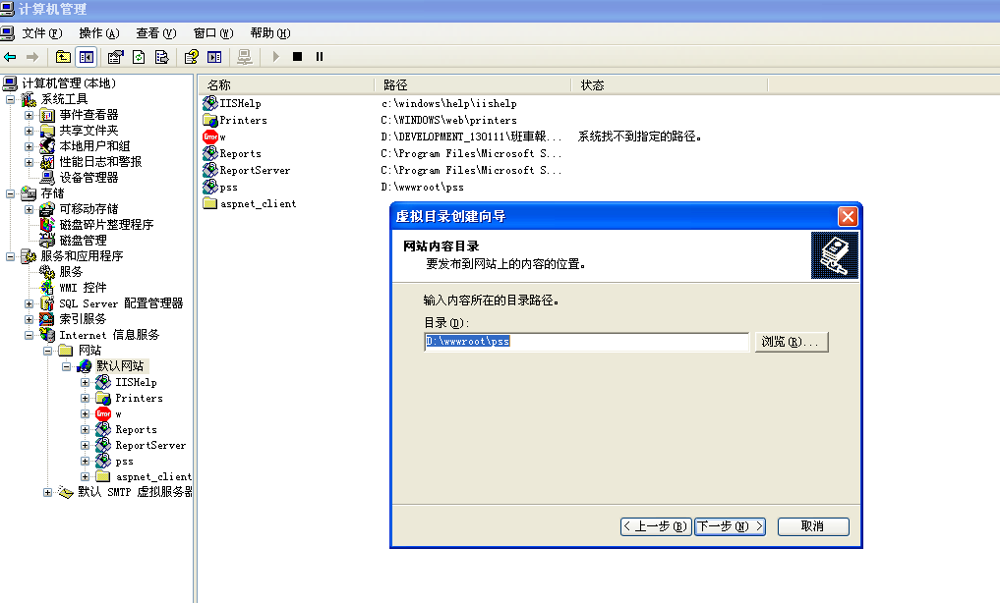 计算机管理
文件(F) 操作(A) 查看(V) 窗口(W) 帮助(H)
计算机管理(本地)
系统工具
事件查看器
共享文件夹
本地用户和组
性能日志和警报
设备管理器
存储
可移动存储
磁盘碎片整理程序
磁盘管理
服务和应用程序
服务
WMI 控件
SQL Server 配置管理器
索引服务
Internet 信息服务
网站
默认网站
IISHelp
Printers
Error w
Reports
ReportServer
pss
aspnet_client
默认 SMTP 虚拟服务器
名称 路径 状态
IISHelp c:\windows\help\iishelp
Printers C:\WINDOWS\web\printers
Error w D:\DEVELOPMENT_130111\班車報... 系统找不到指定的路径。
Reports C:\Program Files\Microsoft S...
ReportServer C:\Program Files\Microsoft S...
pss D:\wwwroot\pss
aspnet_client
虚拟目录创建向导
网站内容目录
要发布到网站上的内容的位置。
输入内容所在的目录路径。
目录(D):
D:\wwwroot\pss 浏览(R)...
< 上一步(B) 下一步(N) > 取消